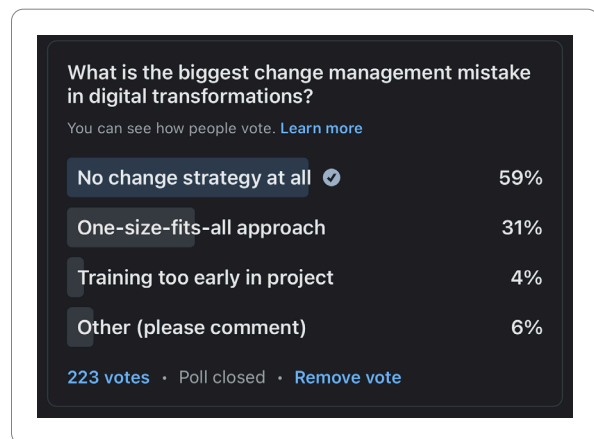 What is the biggest change management mistake
in digital transformations?
You can see how people vote. Learn more
No change strategy at all 59%
One-size-fits-all approach 31%
Training too early in project 4%
Other (please comment) 6%
223 votes • Poll closed • Remove vote